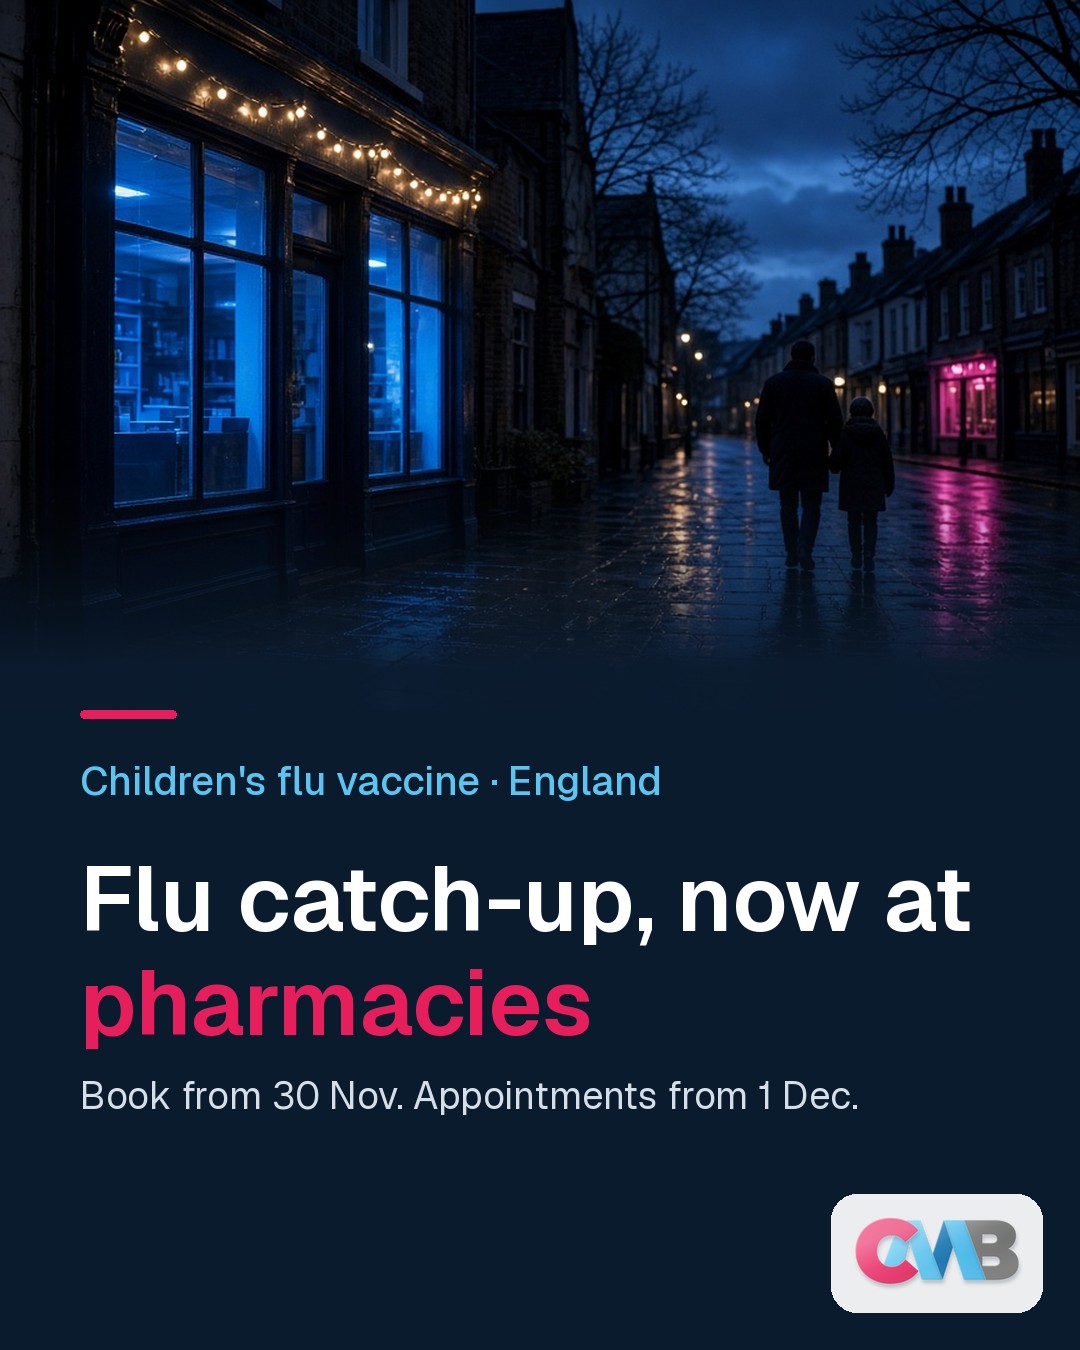 Children's flu vaccine · England
Flu catch-up, now at
pharmacies
Book from 30 Nov. Appointments from 1 Dec.
CMB